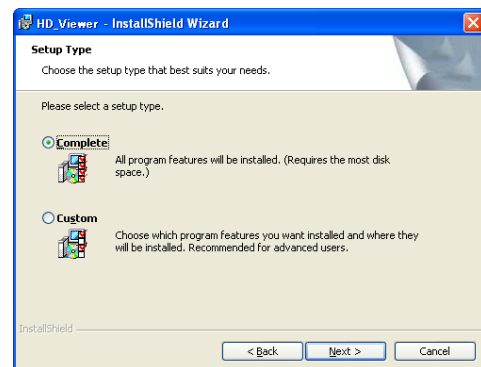 HD_Viewer - InstallShield Wizard
Setup Type
Choose the setup type that best suits your needs.
Please select a setup type.
Complete
All program features will be installed. (Requires the most disk
space.)
Custom
Choose which program features you want installed and where they
will be installed. Recommended for advanced users.
InstallShield
< Back
Next >
Cancel